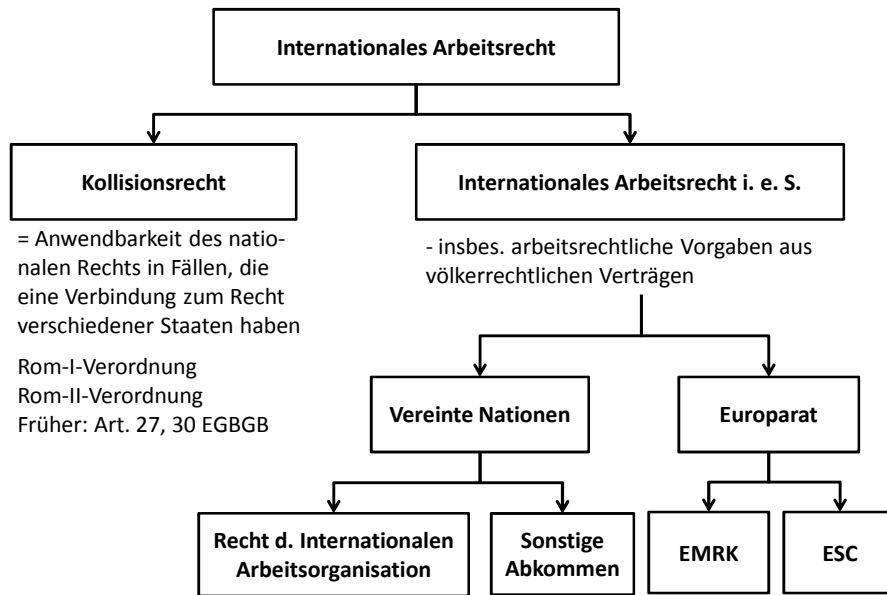 Internationales Arbeitsrecht
Kollisionsrecht
Internationales Arbeitsrecht i. e. S.
= Anwendbarkeit des natio-
nalen Rechts in Fällen, die
eine Verbindung zum Recht
verschiedener Staaten haben
Rom-I-Verordnung
Rom-II-Verordnung
Früher: Art. 27, 30 EGBGB
- insbes. arbeitsrechtliche Vorgaben aus
völkerrechtlichen Verträgen
Vereinte Nationen
Europarat
Recht d. Internationalen
Arbeitsorganisation
Sonstige
Abkommen
EMRK
ESC